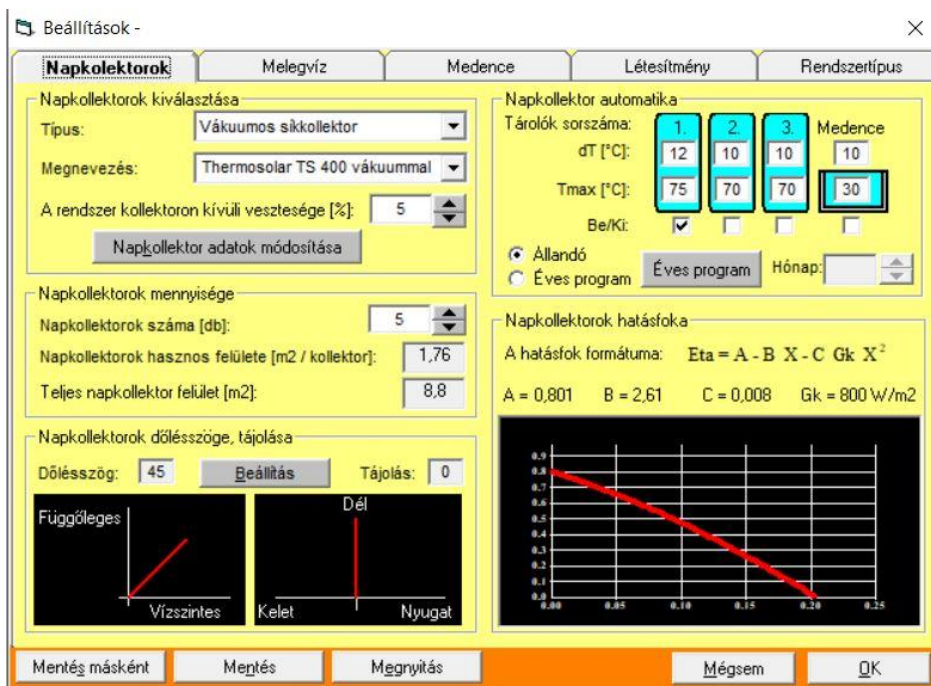 Beállítások -
Napkolektorok
Melegvíz
Medence
Létesítmény
Rendszertípus
Napkollektorok kiválasztása
Típus: Vákuumos síkkollektor
Megnevezés: Thermosolar TS 400 vákuummal
A rendszer kollektoron kívüli vesztesége [%]: 5
Napkollektor adatok módosítása
Napkollektorok mennyisége
Napkollektorok száma [db]: 5
Napkollektorok hasznos felülete [m2 / kollektor]: 1,76
Teljes napkollektor felület [m2]: 8,8
Napkollektorok dőlésszöge, tájolása
Dőlésszög: 45 Beállítás Tájolás: 0
Függőleges
Vízszintes
Dél
Kelet Nyugat
Napkollektor automatika
Tárolók sorszáma: 1. 2. 3. Medence
dT [°C]: 12 10 10 10
Tmax [°C]: 75 70 70 30
Be/Ki:
Állandó
Éves program
Éves program
Hónap:
Napkollektorok hatásfoka
A hatásfok formátuma: Eta = A - B X - C Gk X²
A = 0,801 B = 2,61 C = 0,008 Gk = 800 W/m2
0.9
0.8
0.7
0.6
0.5
0.4
0.3
0.2
0.1
0.0
0.00 0.05 0.10 0.15 0.20 0.25
Mentés másként Mentés Megnyitás Mégsem OK